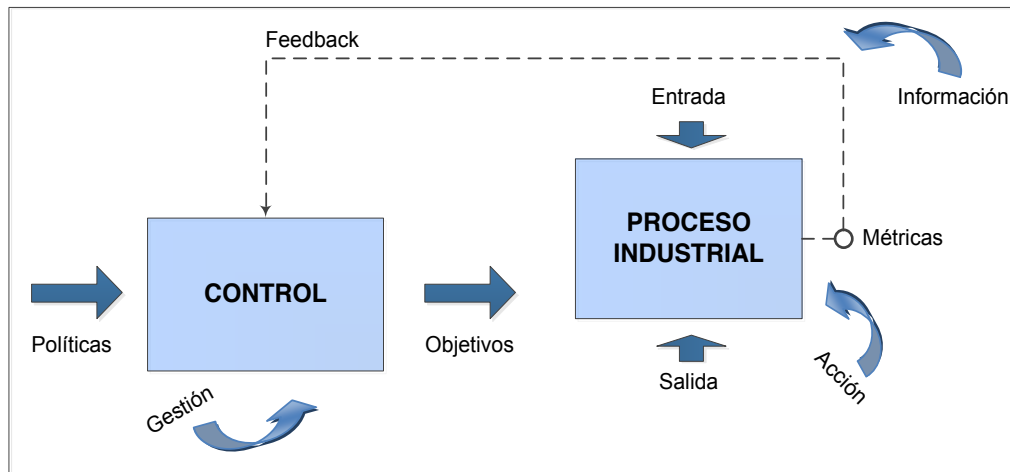 Feedback
Información
Entrada
PROCESO
INDUSTRIAL
Métricas
CONTROL
Políticas
Objetivos
Salida
Acción
Gestión